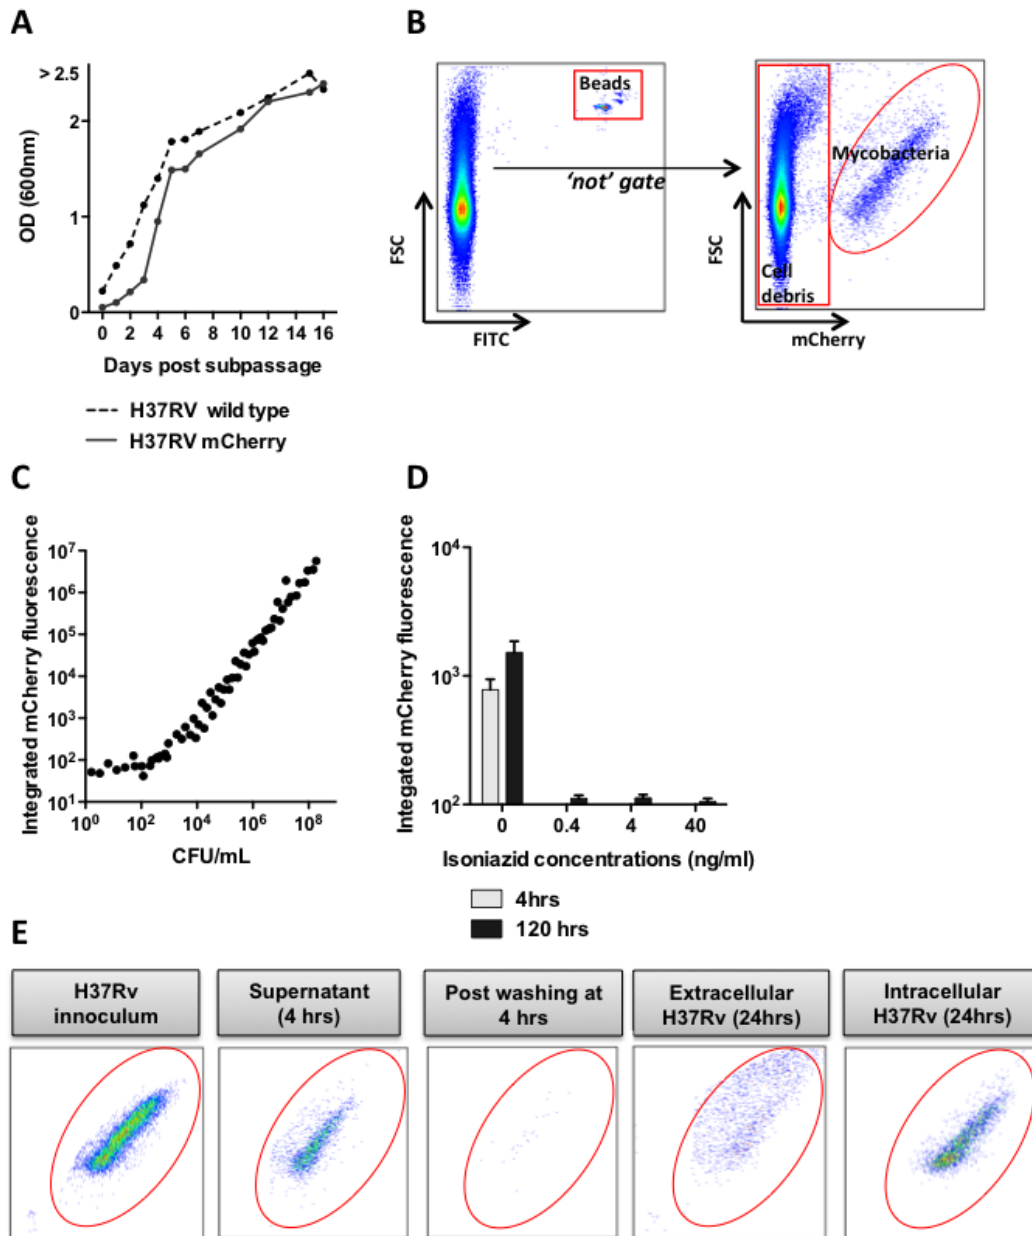 A
> 2.5
2
1
0
OD (600nm)
0 2 4 6 8 10 12 14 16
Days post subpassage
H37RV wild type
H37RV mCherry
B
Beads
'not' gate
FSC
FITC
Mycobacteria
Cell
debris
FSC
mCherry
C
Integrated mCherry fluorescence
10^7
10^6
10^5
10^4
10^3
10^2
10^1
10^0 10^2 10^4 10^6 10^8
CFU/mL
D
Integated mCherry fluorescence
10^4
10^3
10^2
0 0.4 4 40
Isoniazid concentrations (ng/ml)
4hrs
120 hrs
E
H37Rv
innoculum
Supernatant
(4 hrs)
Post washing at
4 hrs
Extracellular
H37Rv (24hrs)
Intracellular
H37Rv (24hrs)